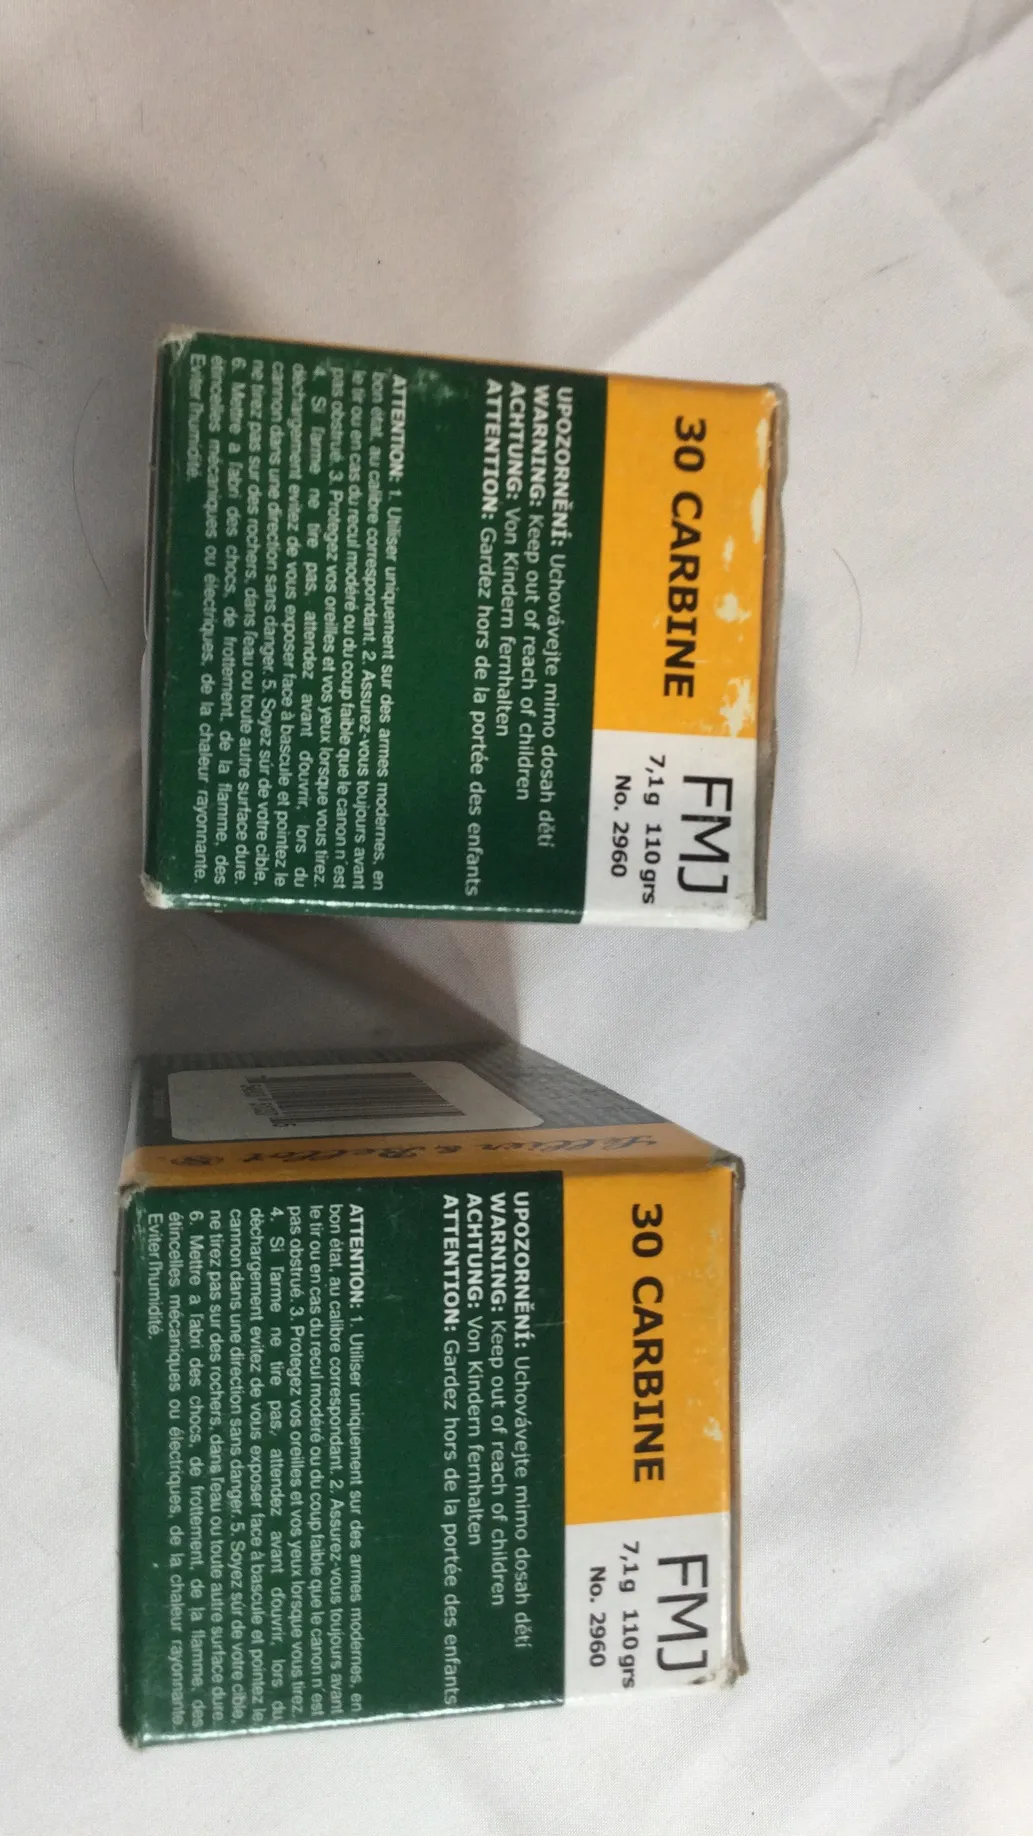 30 CARBINE
FMJ
7,1g 110grs
No. 2960
UPOZORNĚNÍ: Uchovávejte mimo dosah dětí
WARNING: Keep out of reach of children
ACHTUNG: Von Kindern fernhalten
ATTENTION: Gardez hors de la portée des enfants
ATTENTION: 1. Utiliser uniquement sur des armes modernes, en
bon état, au calibre correspondant. 2. Assurez-vous toujours avant
le tir ou en cas du recul modéré ou du coup faible que le canon n'est
pas obstrué. 3. Protegez vos oreilles et vos yeux lorsque vous tirez.
4. Si l'arme ne tire pas, attendez avant d'ouvrir, lors du
déchargement evitez de vous exposer face à bascule et pointez le
cannon dans une direction sans danger. 5. Soyez súr de votre cible,
ne tirez pas sur des rochers, dans l'eau ou toute autre surface dure.
6. Mettre a l'abri des chocs, de frottement, de la flamme, des
étincelles mécaniques ou électriques, de la chaleur rayonnante.
Eviter l'humidité.
Sellier & Bellot
30 CARBINE
FMJ
7,1g 110grs
No. 2960
UPOZORNĚNÍ: Uchovávejte mimo dosah dětí
WARNING: Keep out of reach of children
ACHTUNG: Von Kindern fernhalten
ATTENTION: Gardez hors de la portée des enfants
ATTENTION: 1. Utiliser uniquement sur des armes modernes, en
bon état, au calibre correspondant. 2. Assurez-vous toujours avant
le tir ou en cas du recul modéré ou du coup faible que le canon n'est
pas obstrué. 3. Protegez vos oreilles et vos yeux lorsque vous tirez.
4. Si l'arme ne tire pas, attendez avant d'ouvrir, lors du
déchargement evitez de vous exposer face à bascule et pointez le
cannon dans une direction sans danger. 5. Soyez súr de votre cible,
ne tirez pas sur des rochers, dans l'eau ou toute autre surface dure.
6. Mettre a l'abri des chocs, de frottement, de la flamme, des
étincelles mécaniques ou électriques, de la chaleur rayonnante.
Eviter l'humidité.